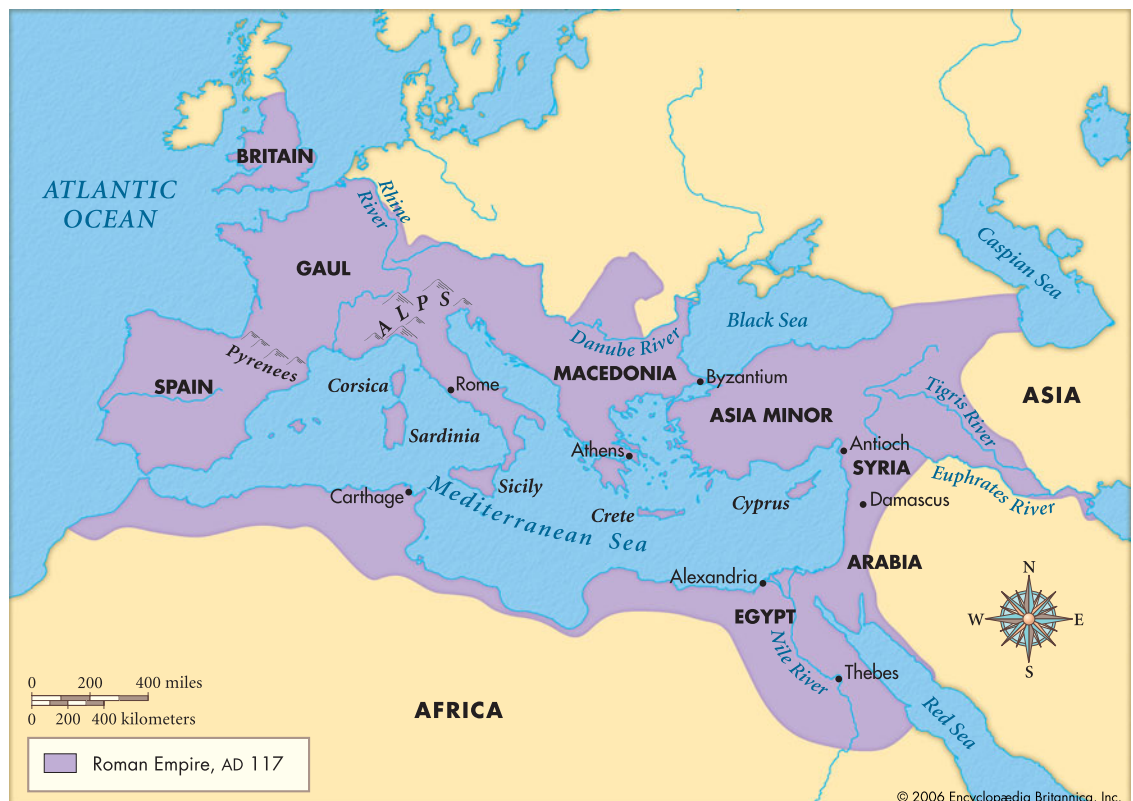 BRITAIN
ATLANTIC
OCEAN
Rhine
River
GAUL
Caspian Sea
ALPS
Black Sea
Danube River
Pyrenees
MACEDONIA
Byzantium
SPAIN
Corsica
Rome
ASIA MINOR
Tigris River
ASIA
Sardinia
Athens
Antioch
SYRIA
Euphrates River
Carthage
Sicily
Mediterranean Sea
Crete
Cyprus
Damascus
ARABIA
Alexandria
EGYPT
Nile River
Thebes
Red Sea
AFRICA
N
W E
S
0 200 400 miles
0 200 400 kilometers
Roman Empire, AD 117
© 2006 Encyclopædia Britannica, Inc.